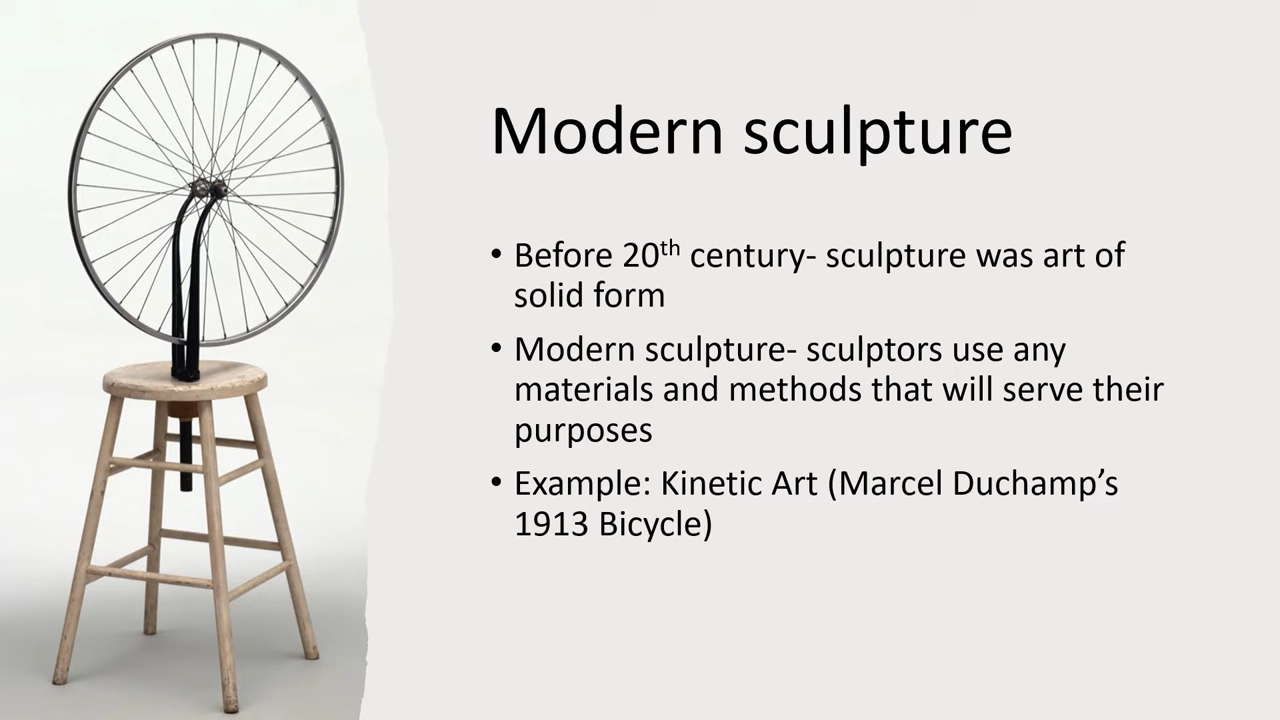 Modern sculpture
• Before 20th century- sculpture was art of
solid form
• Modern sculpture- sculptors use any
materials and methods that will serve their
purposes
• Example: Kinetic Art (Marcel Duchamp’s
1913 Bicycle)